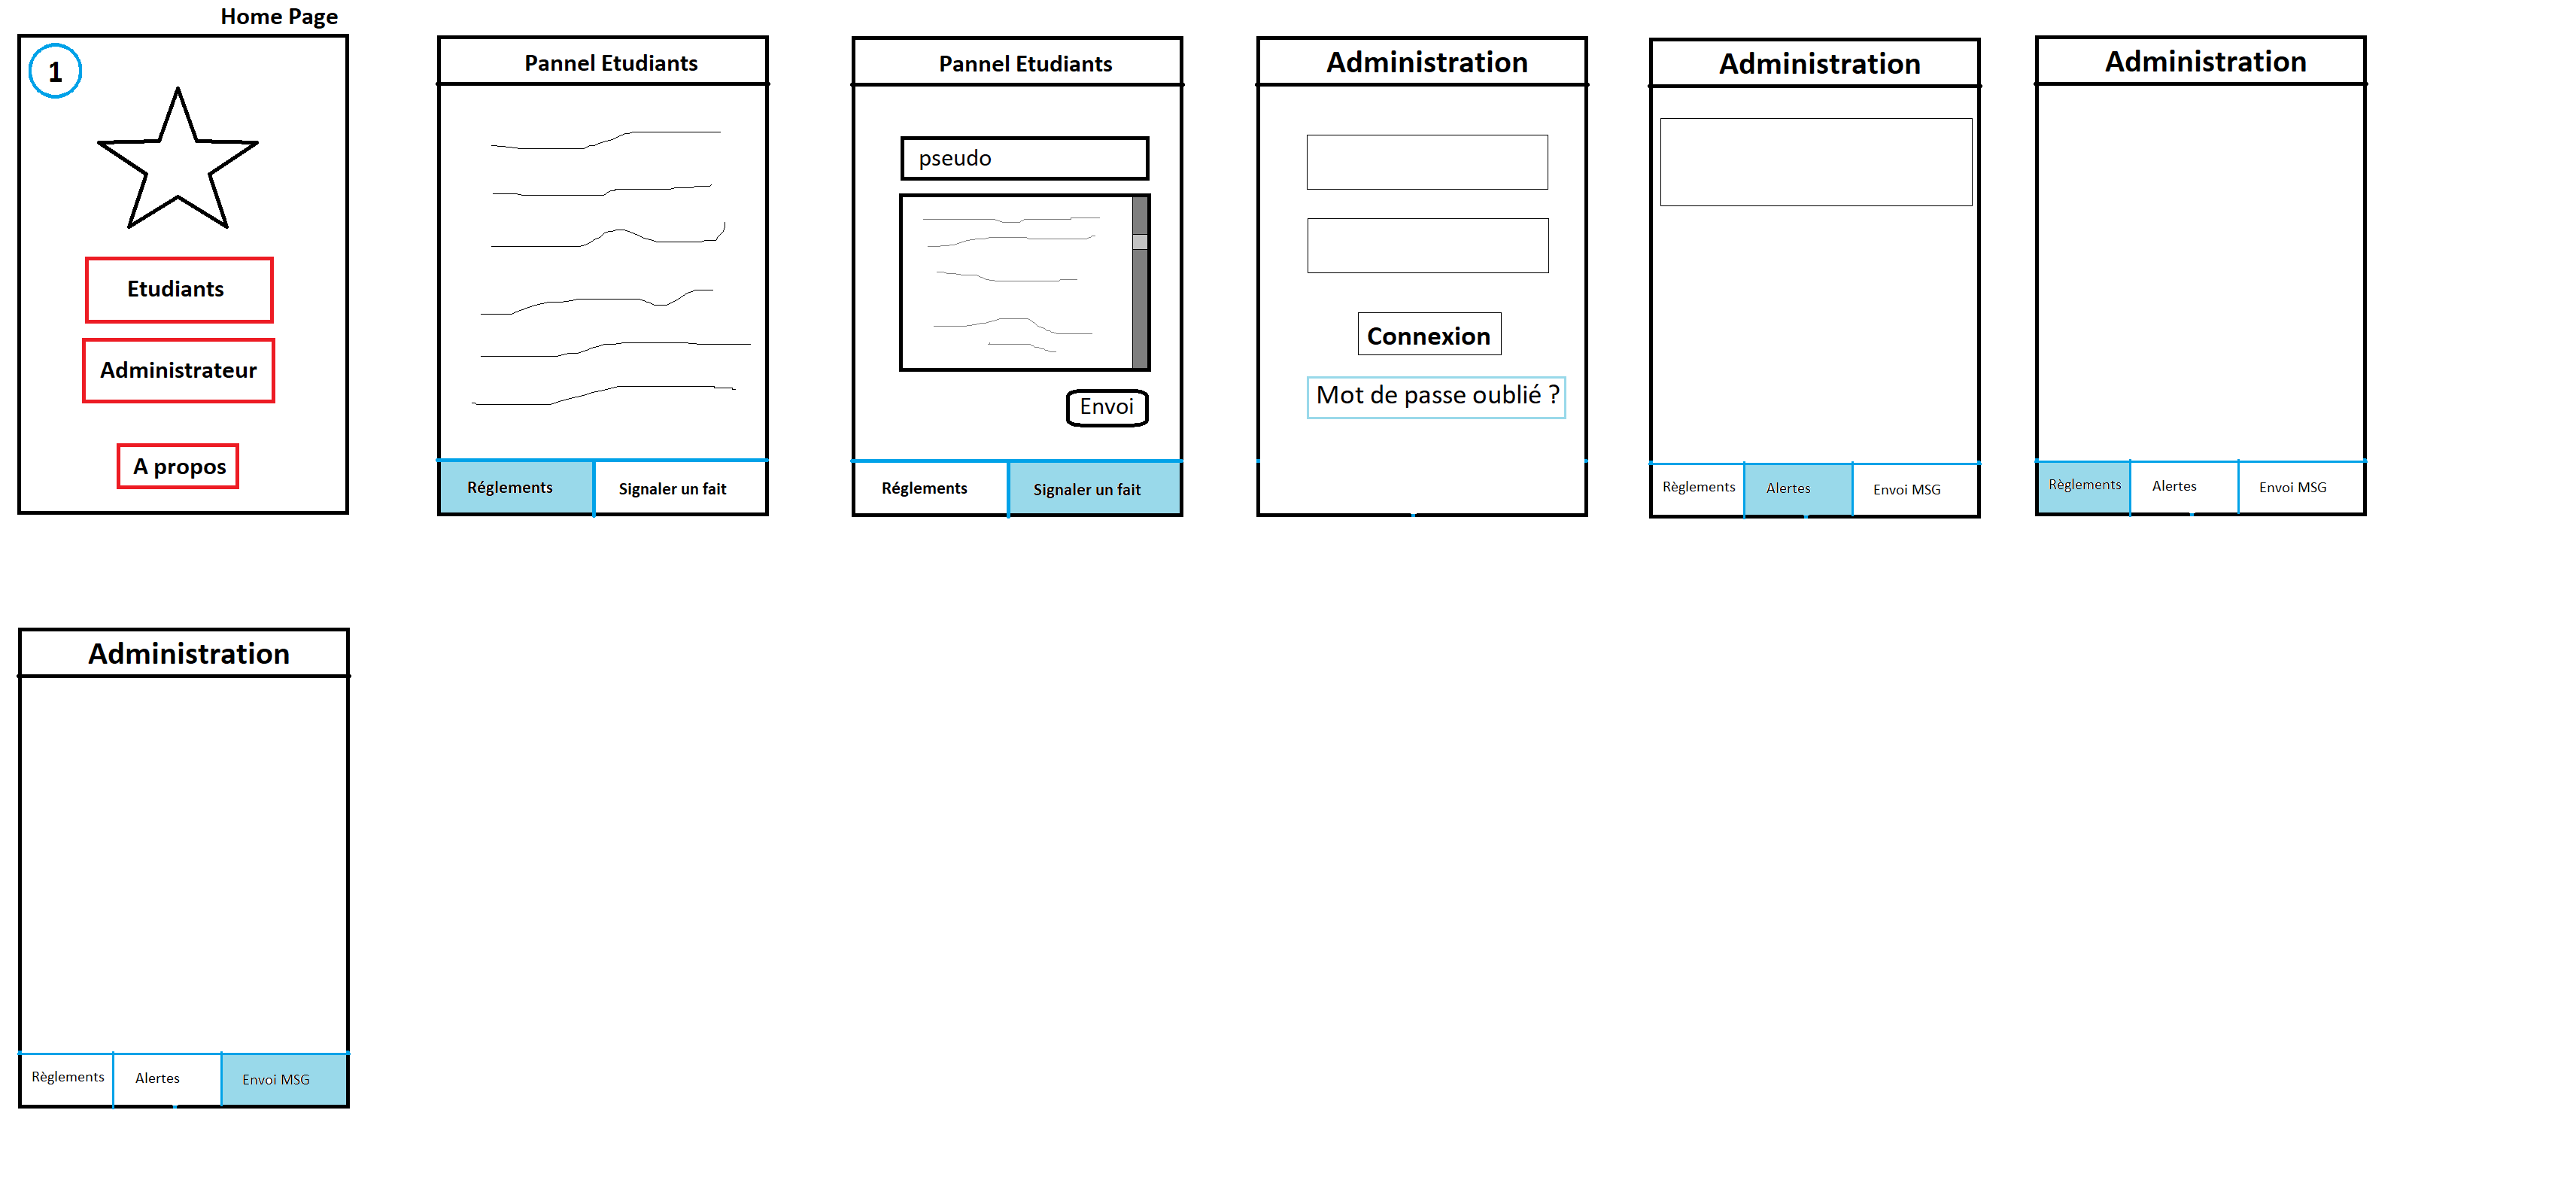 Home Page
1
Etudiants
Administrateur
A propos
Pannel Etudiants
Réglements
Signaler un fait
Pannel Etudiants
pseudo
Envoi
Réglements
Signaler un fait
Administration
Connexion
Mot de passe oublié ?
Administration
Règlements
Alertes
Envoi MSG
Administration
Règlements
Alertes
Envoi MSG
Administration
Règlements
Alertes
Envoi MSG